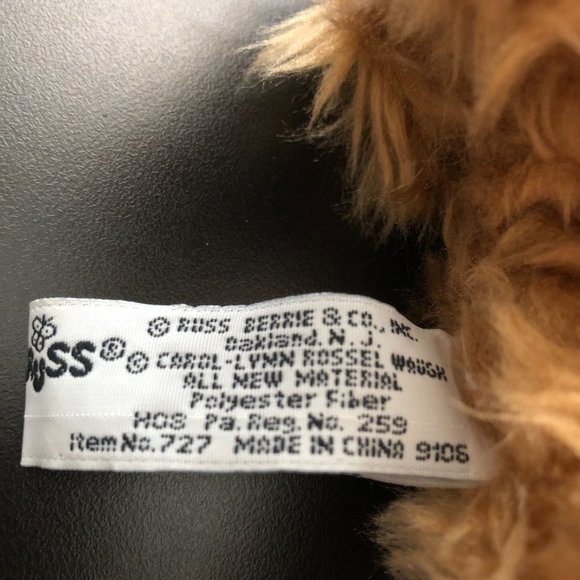 Russ®
© RUSS BERRIE & CO., INC.
Oakland, N. J.
© CAROL-LYNN ROSSEL WAUGH
ALL NEW MATERIAL
Polyester Fiber
HOS Pa. Reg. No. 259
Item No. 727 MADE IN CHINA 9106